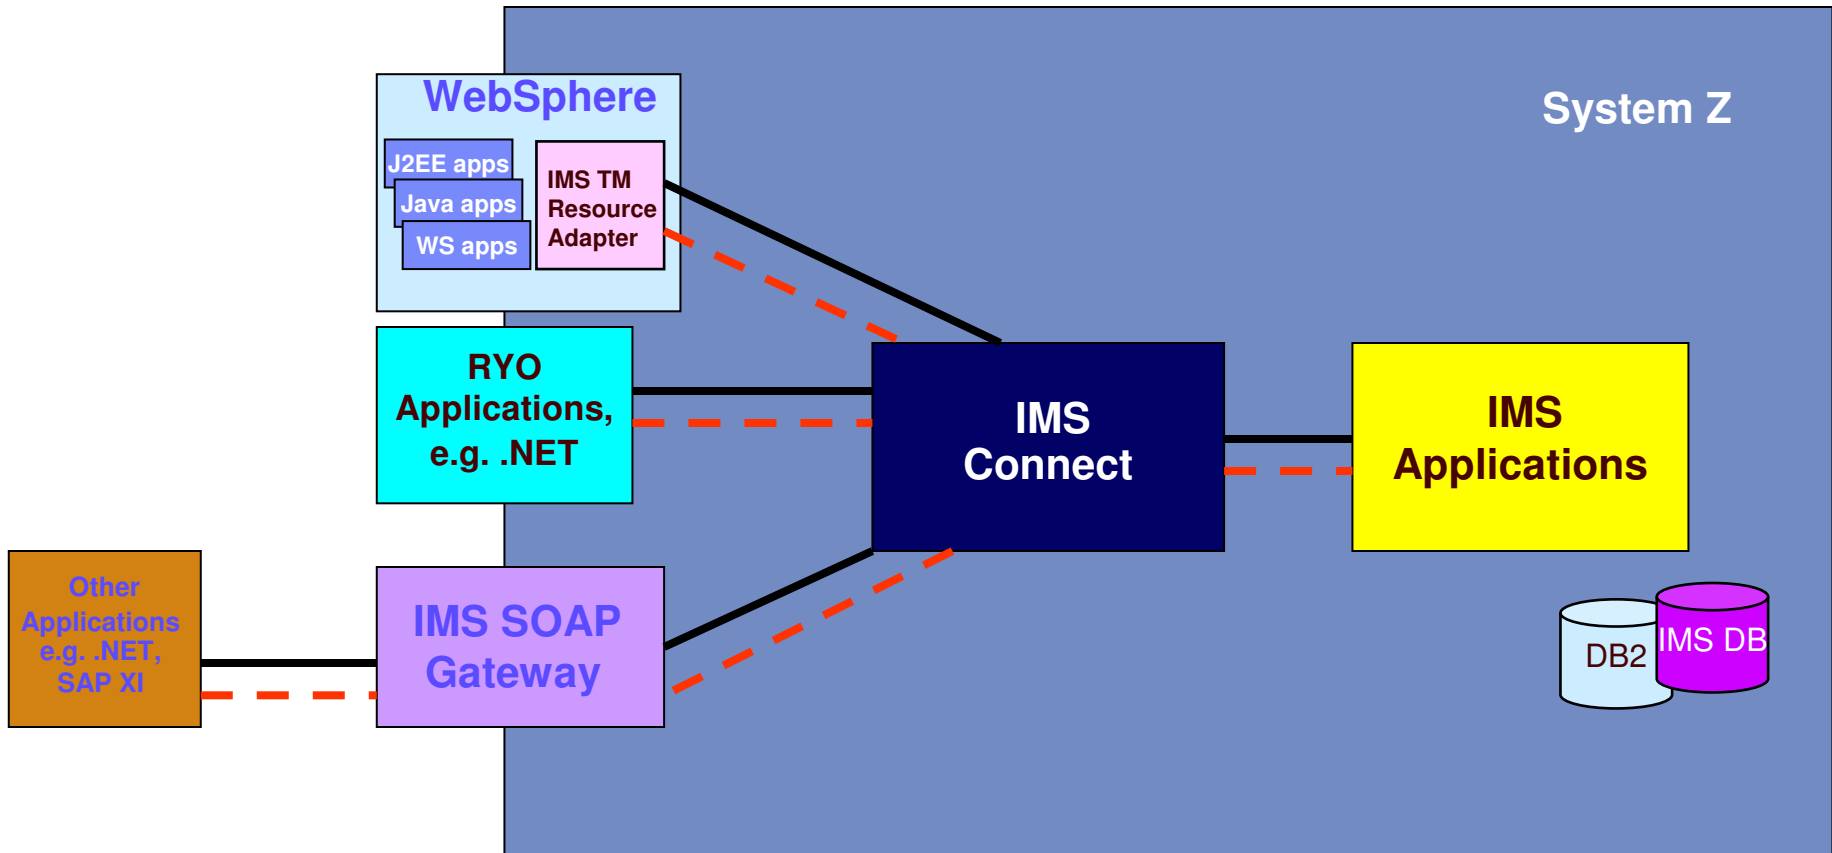 WebSphere
System Z
J2EE apps
Java apps
WS apps
IMS TM
Resource
Adapter
RYO
Applications,
e.g. .NET
IMS
Connect
IMS
Applications
Other
Applications
e.g. .NET,
SAP XI
IMS SOAP
Gateway
DB2
IMS DB